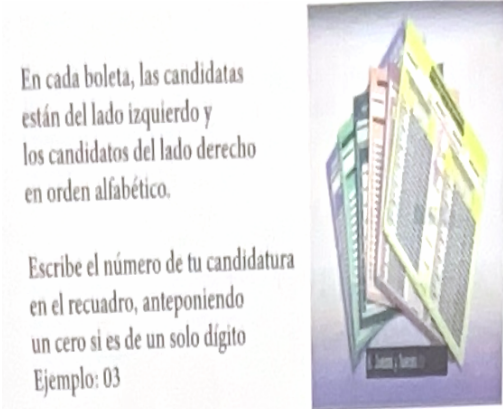 En cada boleta, las candidatas
están del lado izquierdo y
los candidatos del lado derecho
en orden alfabético.
Escribe el número de tu candidatura
en el recuadro, anteponiendo
un cero si es de un solo dígito
Ejemplo: 03